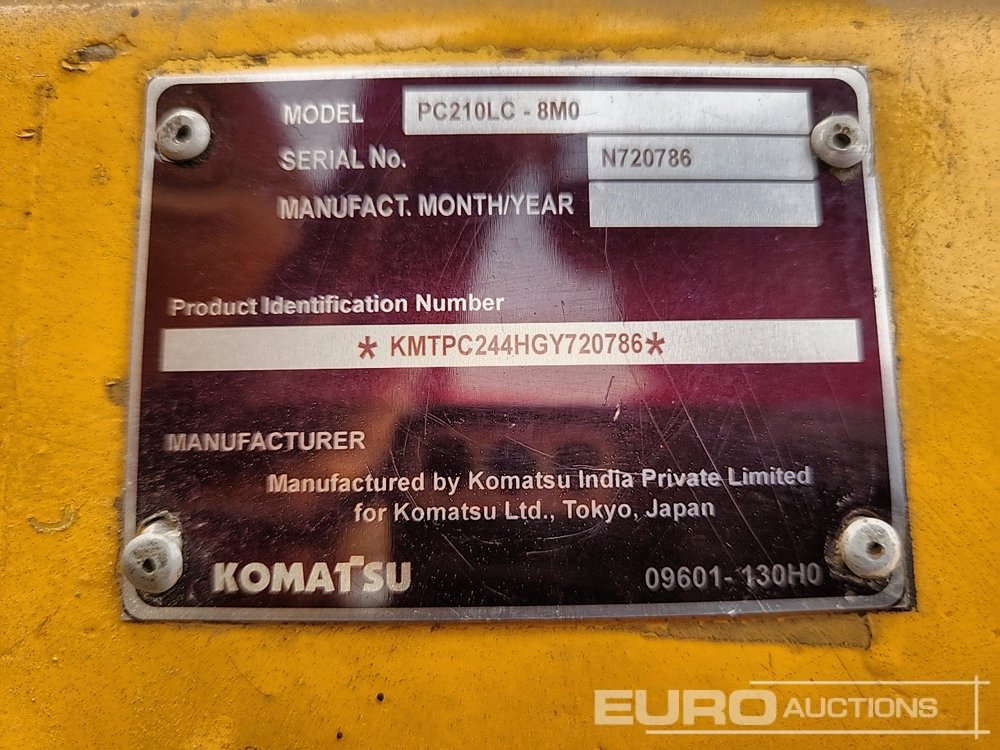 MODEL PC210LC - 8M0
SERIAL No. N720786
MANUFACT. MONTH/YEAR
Product Identification Number
* KMTPC244HGY720786*
MANUFACTURER
Manufactured by Komatsu India Private Limited
for Komatsu Ltd., Tokyo, Japan
KOMATSU 09601- 130H0
EURO AUCTIONS